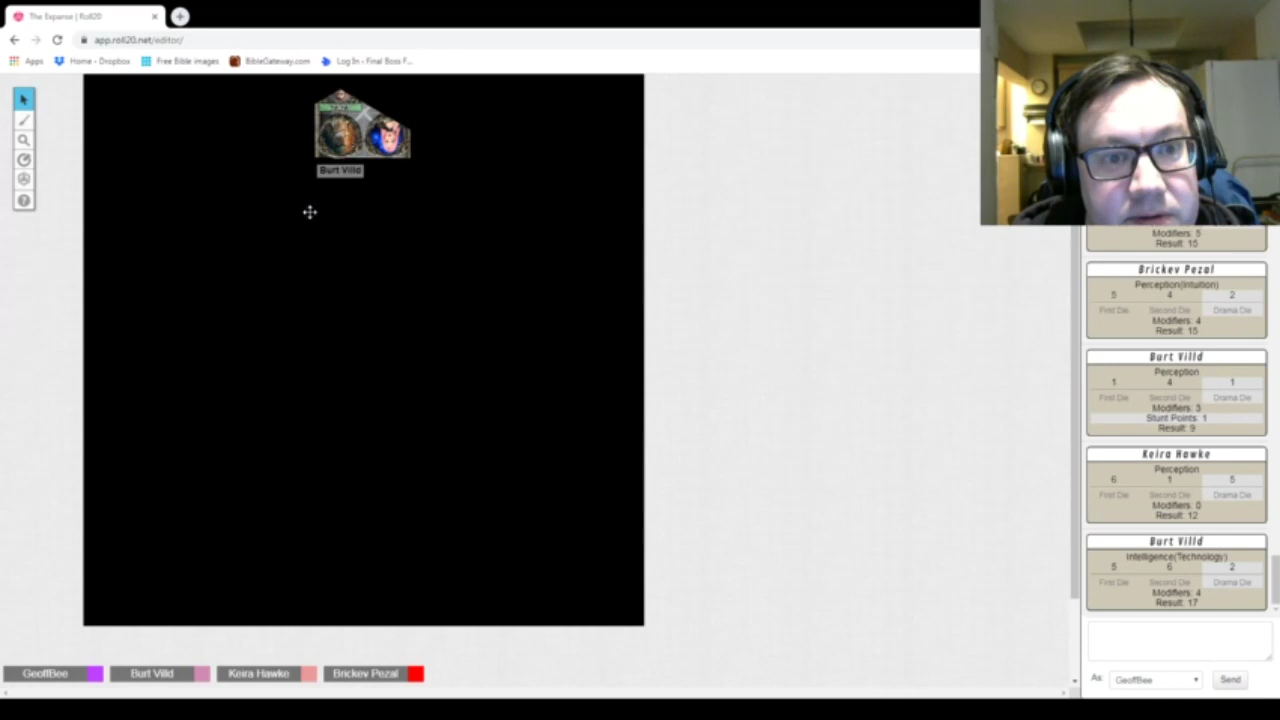 The Expanse | Roll20
app.roll20.net/editor/
Apps
Home - Dropbox
Free Bible images
BibleGateway.com
Log In - Final Boss F...
Burt Villd
Modifiers: 5
Result: 15
Brickev Pezal
Perception(Intuition)
5 4 2
First Die Second Die Drama Die
Modifiers: 4
Result: 15
Burt Villd
Perception
1 4 1
First Die Second Die Drama Die
Modifiers: 3
Stunt Points: 1
Result: 9
Keira Hawke
Perception
6 1 5
First Die Second Die Drama Die
Modifiers: 0
Result: 12
Burt Villd
Intelligence(Technology)
5 6 2
First Die Second Die Drama Die
Modifiers: 4
Result: 17
GeoffBee
Burt Villd
Keira Hawke
Brickev Pezal
As: GeoffBee
Send